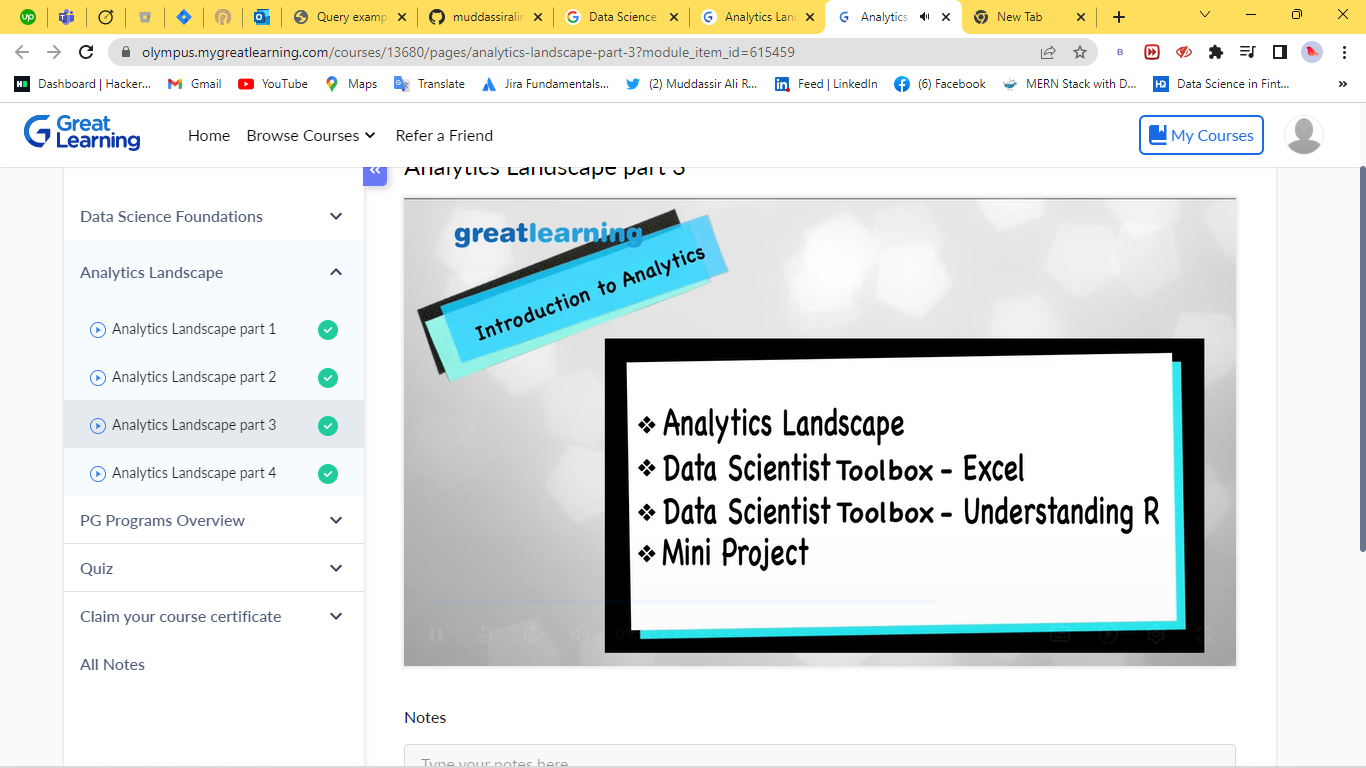 Query examp
muddassiralir
Data Science
Analytics Lan
Analytics
New Tab
olympus.mygreatlearning.com/courses/13680/pages/analytics-landscape-part-3?module_item_id=615459
Dashboard | Hacker...
Gmail
YouTube
Maps
Translate
Jira Fundamentals...
(2) Muddassir Ali R...
Feed | LinkedIn
(6) Facebook
MERN Stack with D...
Data Science in Fint...
»
Great
Learning
Home
Browse Courses
Refer a Friend
My Courses
Analytics Landscape part 3
Data Science Foundations
Analytics Landscape
Analytics Landscape part 1
Analytics Landscape part 2
Analytics Landscape part 3
Analytics Landscape part 4
PG Programs Overview
Quiz
Claim your course certificate
All Notes
greatlearning
Introduction to Analytics
❖ Analytics Landscape
❖ Data Scientist Toolbox - Excel
❖ Data Scientist Toolbox - Understanding R
❖ Mini Project
Notes
Type your notes here